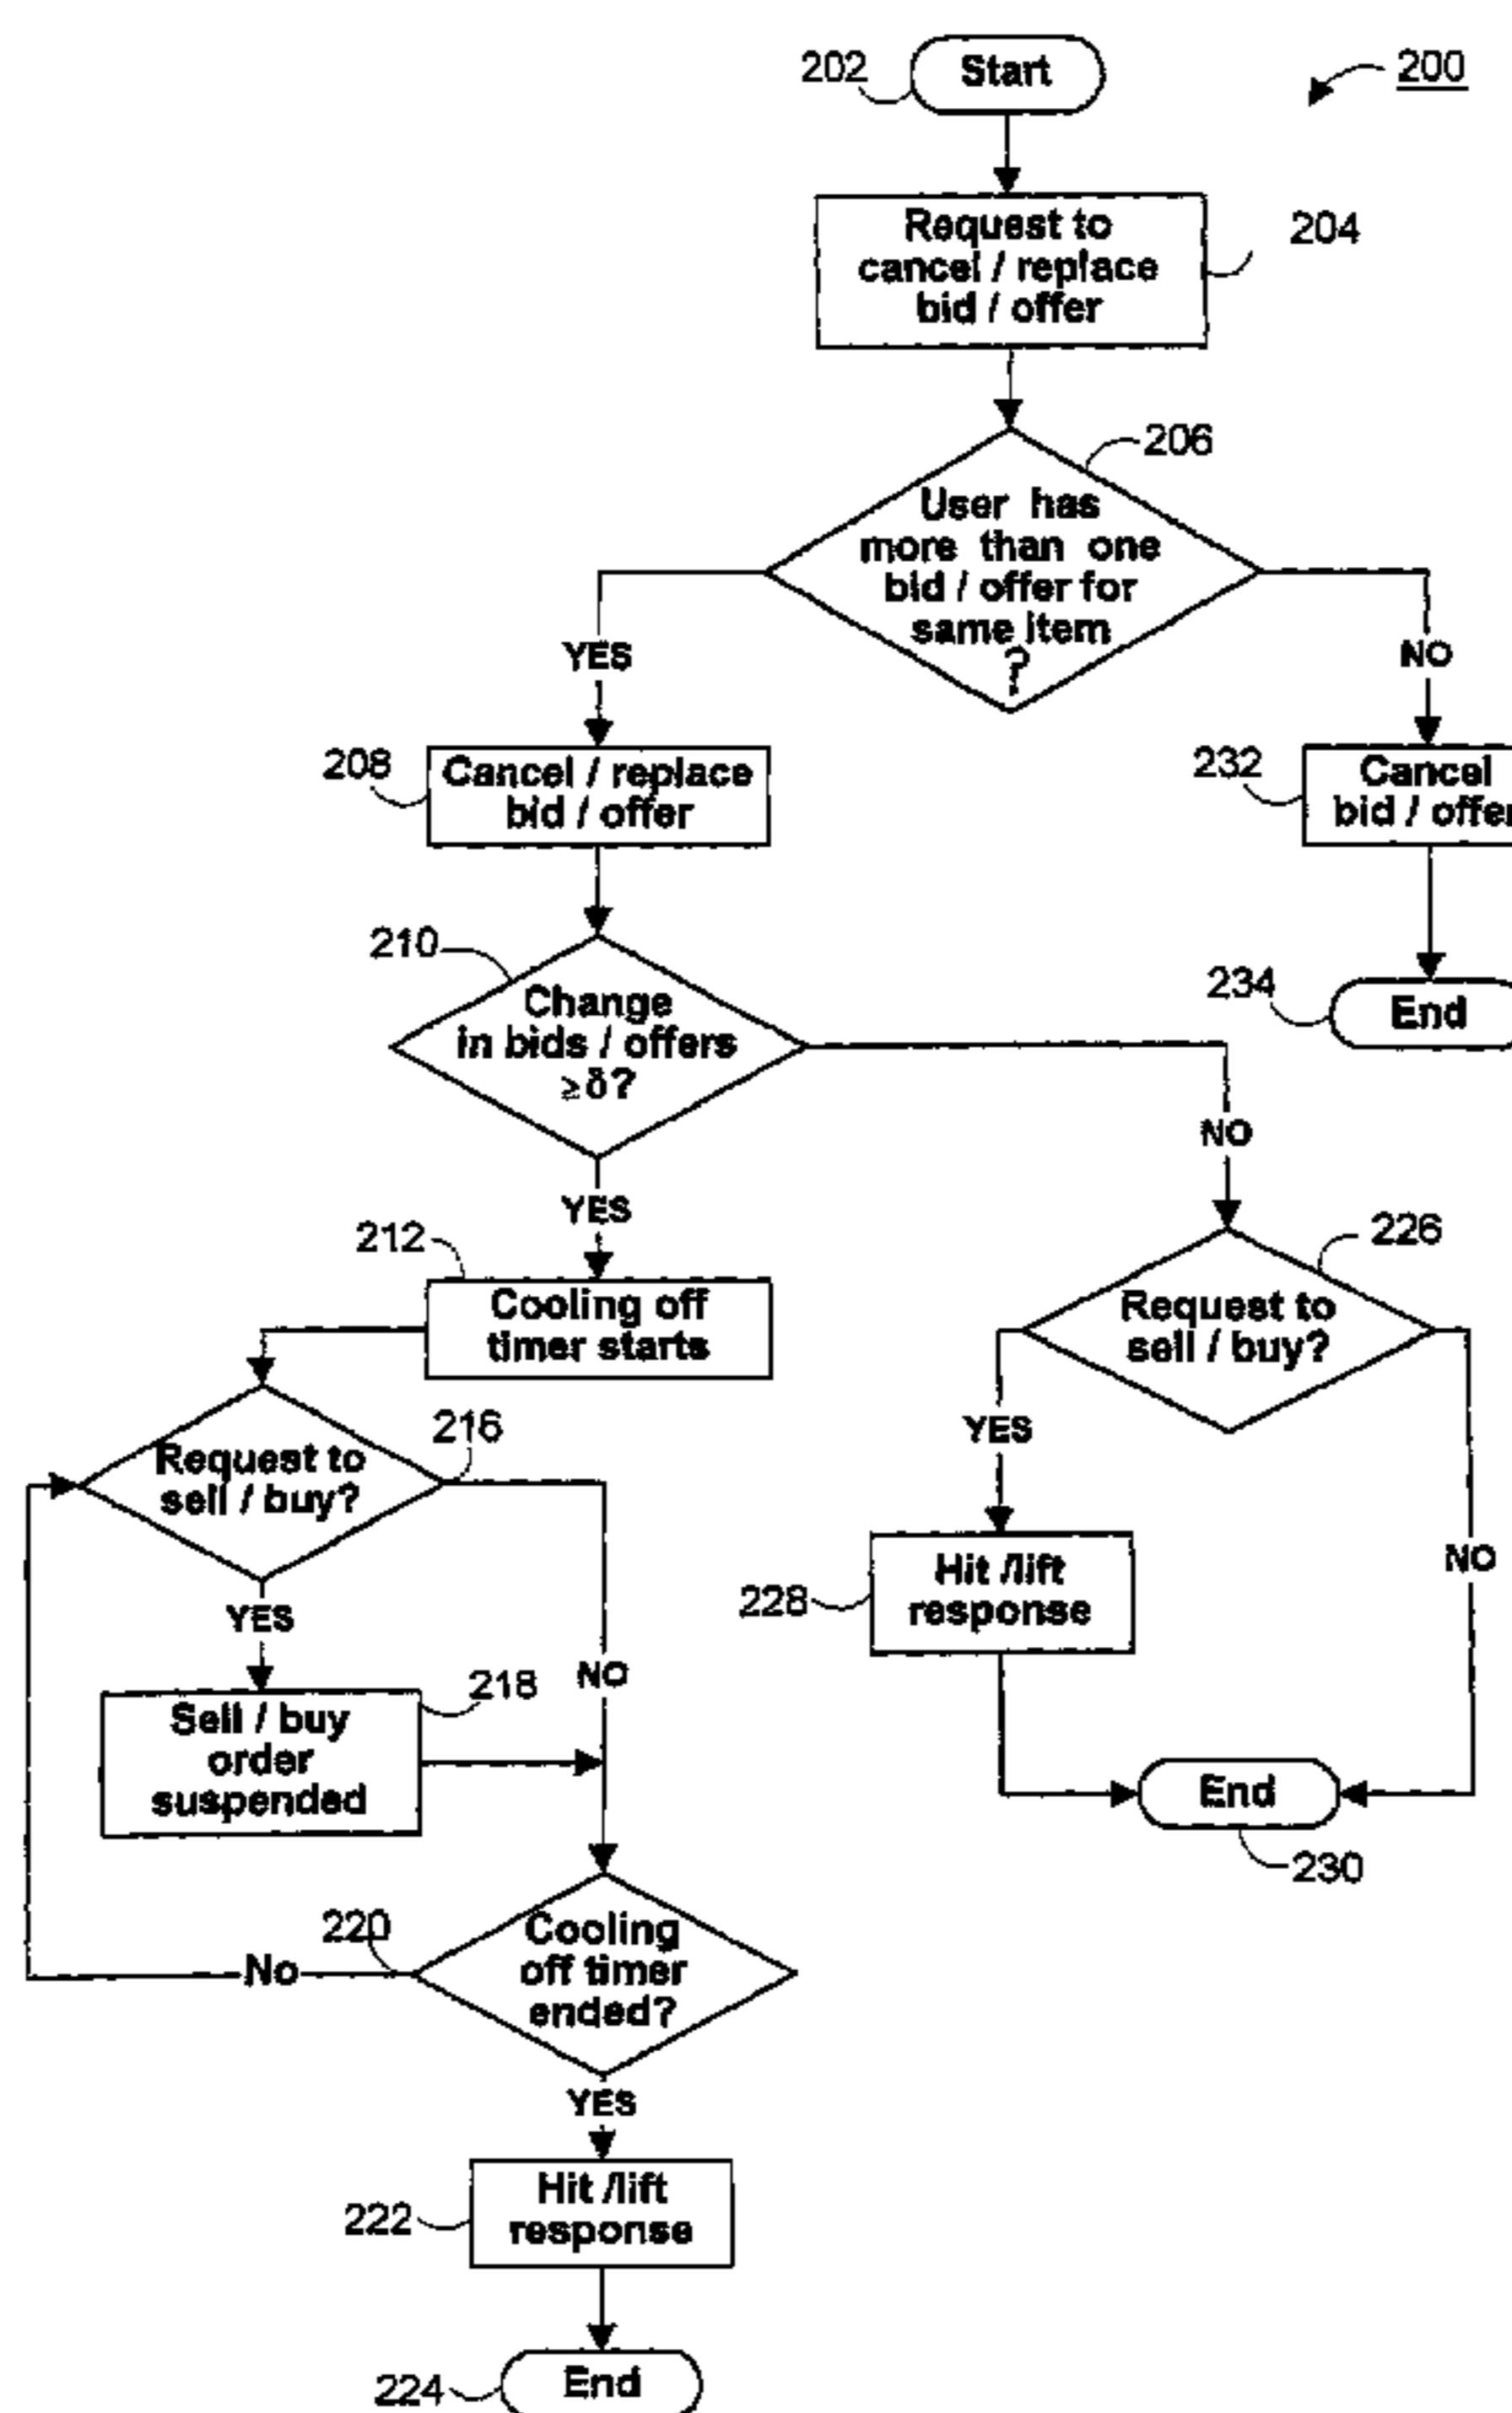 202
Start
200
Request to
cancel / replace
bid / offer
204
206
User has
more than one
bid / offer for
same item
?
YES
NO
208
Cancel / replace
bid / offer
232
Cancel
bid / offer
210
Change
in bids / offers
≥δ?
234
End
NO
YES
212
Cooling off
timer starts
226
Request to
sell / buy?
216
Request to
sell / buy?
YES
NO
228
Hit /lift
response
YES
NO
218
Sell / buy
order
suspended
End
230
220
Cooling
off timer
ended?
No
YES
222
Hit /lift
response
224
End